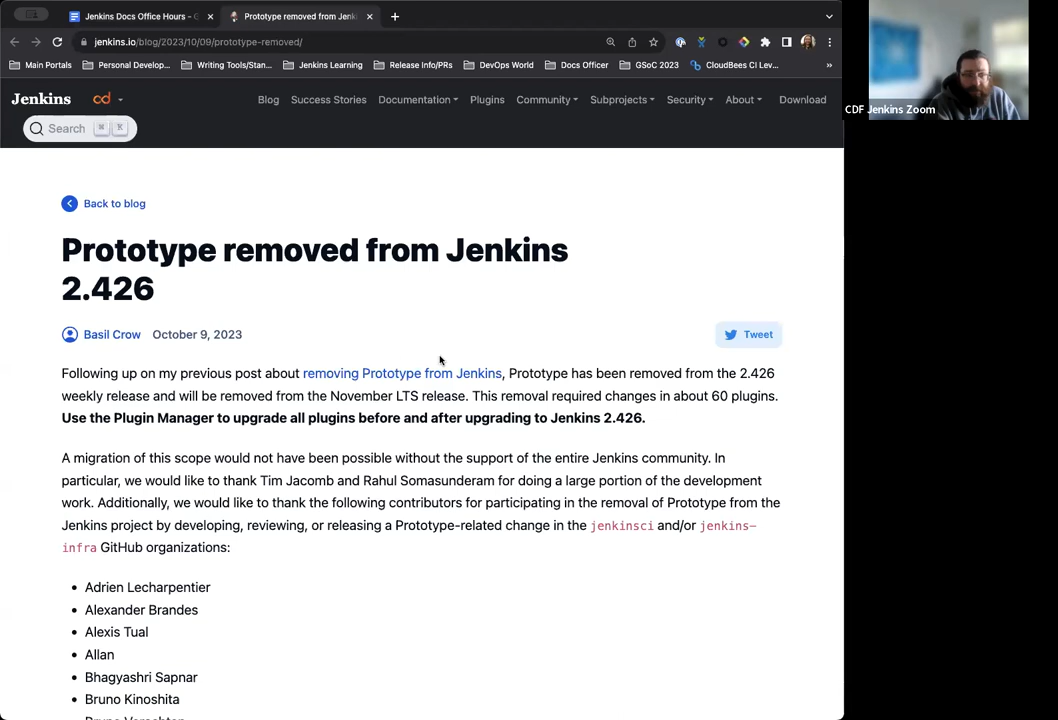 Jenkins Docs Office Hours -
Prototype removed from Jenki
jenkins.io/blog/2023/10/09/prototype-removed/
Main Portals
Personal Develop...
Writing Tools/Stan...
Jenkins Learning
Release Info/PRs
DevOps World
Docs Officer
GSoC 2023
CloudBees CI Lev...
»
Jenkins
cd
Blog
Success Stories
Documentation
Plugins
Community
Subprojects
Security
About
Download
Search ⌘ K
CDF Jenkins Zoom
Back to blog
Prototype removed from Jenkins
2.426
Basil Crow October 9, 2023
Tweet
Following up on my previous post about removing Prototype from Jenkins, Prototype has been removed from the 2.426
weekly release and will be removed from the November LTS release. This removal required changes in about 60 plugins.
Use the Plugin Manager to upgrade all plugins before and after upgrading to Jenkins 2.426.
A migration of this scope would not have been possible without the support of the entire Jenkins community. In
particular, we would like to thank Tim Jacomb and Rahul Somasunderam for doing a large portion of the development
work. Additionally, we would like to thank the following contributors for participating in the removal of Prototype from the
Jenkins project by developing, reviewing, or releasing a Prototype-related change in the jenkinsci and/or jenkins-
infra GitHub organizations:
• Adrien Lecharpentier
• Alexander Brandes
• Alexis Tual
• Allan
• Bhagyashri Sapnar
• Bruno Kinoshita